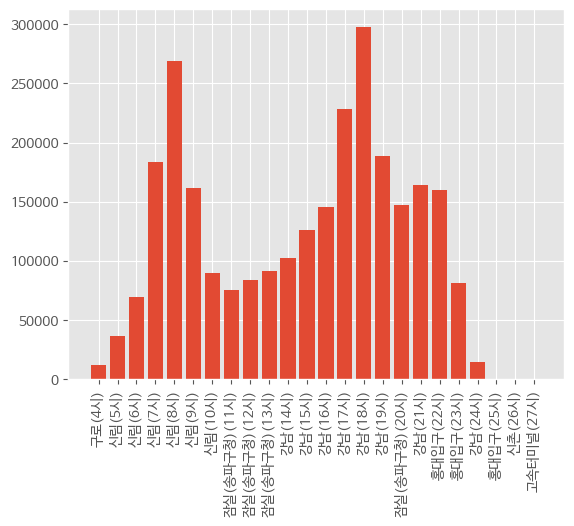 300000
250000
200000
150000
100000
50000
0
구로(4시)
신림(5시)
신림(6시)
신림(7시)
신림(8시)
신림(9시)
신림(10시)
잠실(송파구청)(11시)
잠실(송파구청)(12시)
잠실(송파구청)(13시)
강남(14시)
강남(15시)
강남(16시)
강남(17시)
강남(18시)
강남(19시)
잠실(송파구청)(20시)
강남(21시)
홍대입구(22시)
홍대입구(23시)
강남(24시)
홍대입구(25시)
신촌(26시)
고속터미널(27시)